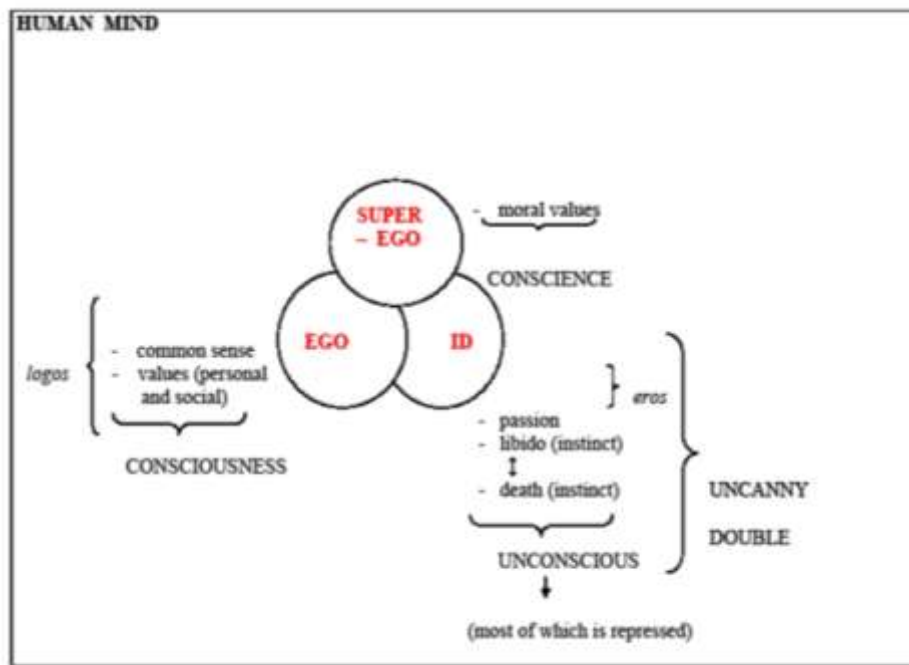 HUMAN MIND
SUPER
– EGO
- moral values
CONSCIENCE
EGO
ID
logos
- common sense
- values (personal
and social)
CONSCIOUSNESS
eros
- passion
- libido (instinct)
↕
- death (instinct)
UNCANNY
DOUBLE
UNCONSCIOUS
(most of which is repressed)